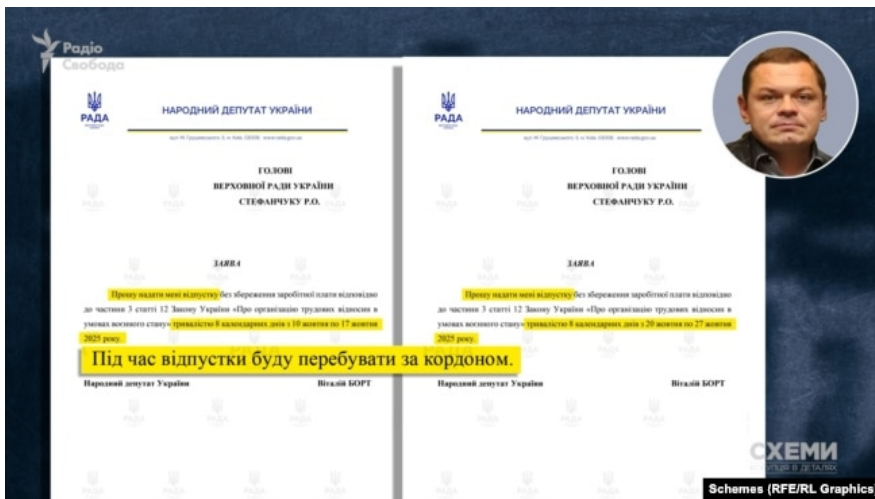 Радіо
Свобода
РАДА
НАРОДНИЙ ДЕПУТАТ УКРАЇНИ
ГОЛОВІ
ВЕРХОВНОЇ РАДИ УКРАЇНИ
СТЕФАНЧУКУ Р.О.
ЗАЯВА
Прошу надати мені відпустку без збереження заробітної плати відповідно
до частини 3 статті 12 Закону України «Про організацію трудових відносин в
умовах воєнного стану» тривалістю 8 календарних днів з 10 жовтня по 17 жовтня
2025 року.
Під час відпустки буду перебувати за кордоном.
Народний депутат України Віталій БОРТ
РАДА
НАРОДНИЙ ДЕПУТАТ УКРАЇНИ
ГОЛОВІ
ВЕРХОВНОЇ РАДИ УКРАЇНИ
СТЕФАНЧУКУ Р.О.
ЗАЯВА
Прошу надати мені відпустку без збереження заробітної плати відповідно
до частини 3 статті 12 Закону України «Про організацію трудових відносин в
умовах воєнного стану» тривалістю 8 календарних днів з 20 жовтня по 27 жовтня
2025 року.
Народний депутат України Віталій БОРТ
СХЕМИ
КОРУПЦІЯ В ДЕТАЛЯХ
Schemes (RFE/RL Graphics)